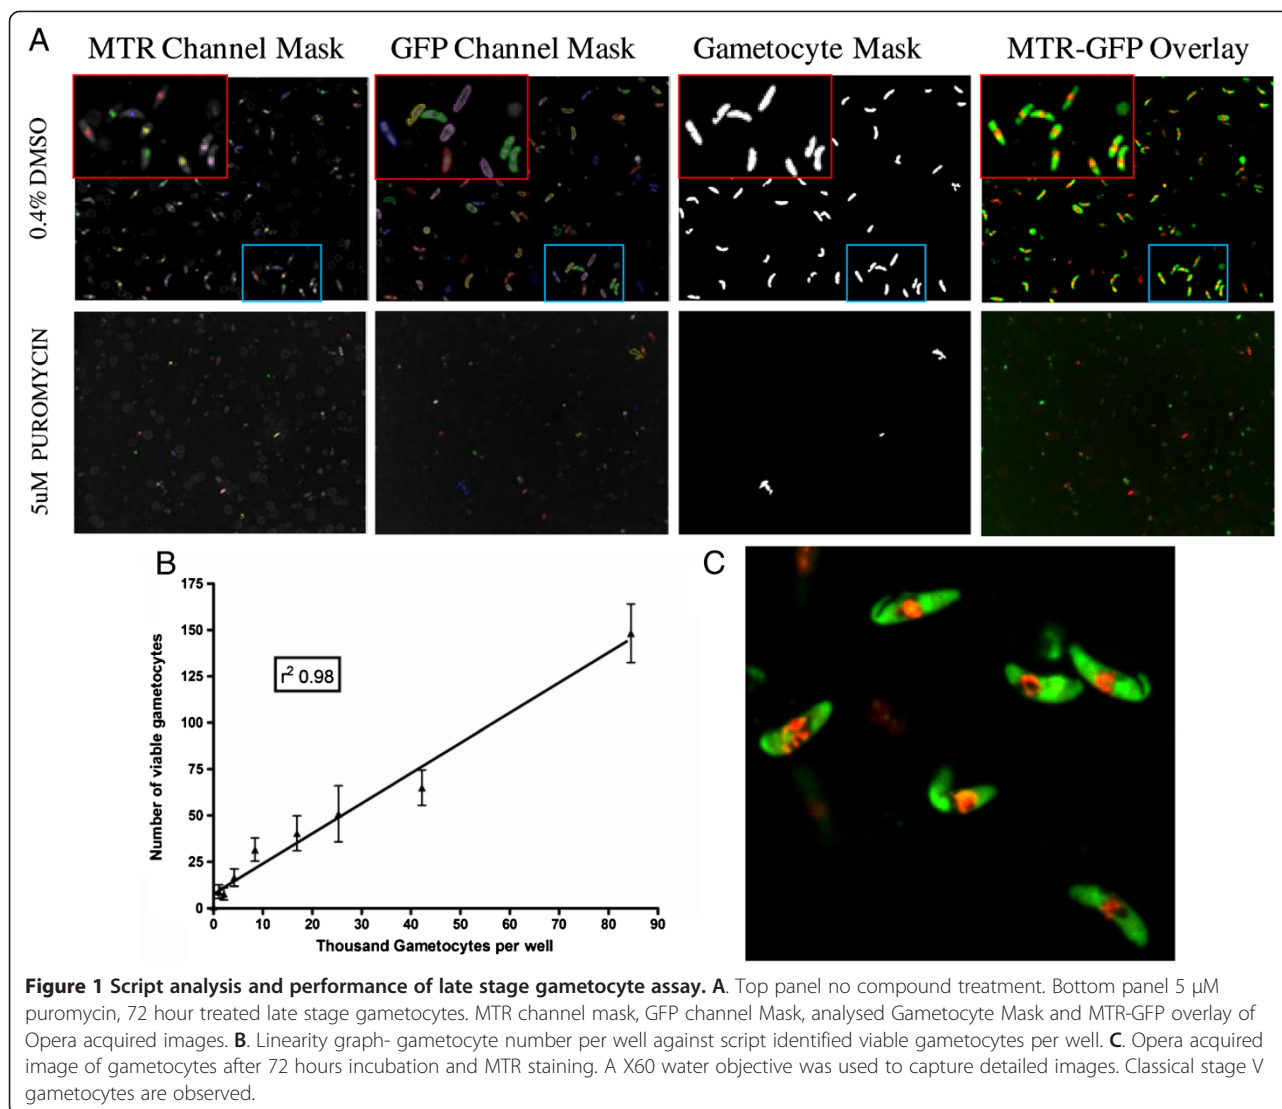 A
MTR Channel Mask
GFP Channel Mask
Gametocyte Mask
MTR-GFP Overlay
0.4% DMSO
5uM PUROMYCIN
B
175
150
125
100
75
50
25
0
r² 0.98
Number of viable gametocytes
0 10 20 30 40 50 60 70 80 90
Thousand Gametocytes per well
C
Figure 1 Script analysis and performance of late stage gametocyte assay. A. Top panel no compound treatment. Bottom panel 5 μM
puromycin, 72 hour treated late stage gametocytes. MTR channel mask, GFP channel Mask, analysed Gametocyte Mask and MTR-GFP overlay of
Opera acquired images. B. Linearity graph- gametocyte number per well against script identified viable gametocytes per well. C. Opera acquired
image of gametocytes after 72 hours incubation and MTR staining. A X60 water objective was used to capture detailed images. Classical stage V
gametocytes are observed.